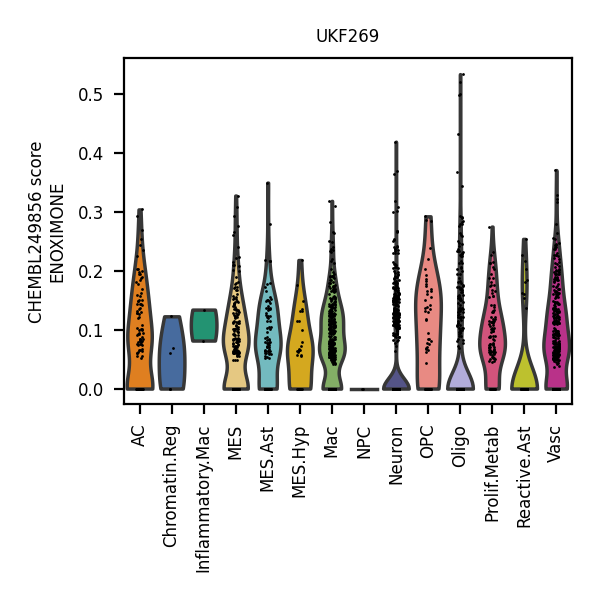 UKF269
CHEMBL249856 score
ENOXIMONE
0.5
0.4
0.3
0.2
0.1
0.0
AC
Chromatin.Reg
Inflammatory.Mac
MES
MES.Ast
MES.Hyp
Mac
NPC
Neuron
OPC
Oligo
Prolif.Metab
Reactive.Ast
Vasc